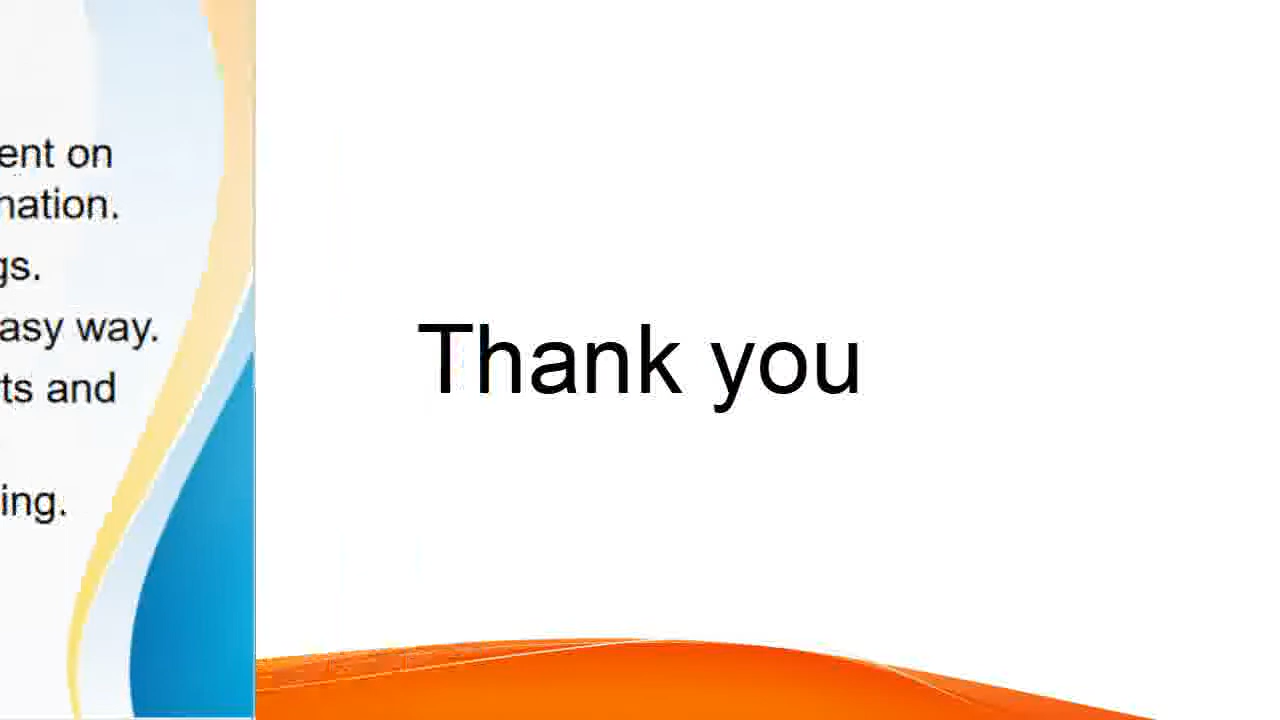 ent on
nation.
gs.
asy way.
ts and
ing.
Thank you